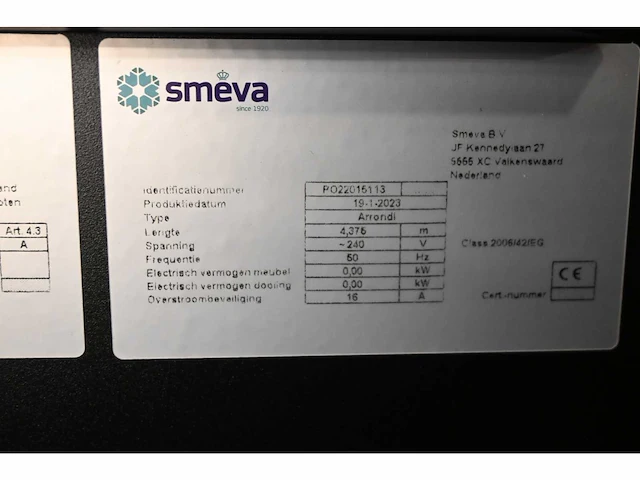 smeva
since 1920
Smeva B.V
JF Kennedylaan 27
5555 XC Valkenswaard
Nederland
Identificatienummer PO22015113
Produktiedatum 19-1-2023
Type Arrondi
Lengte 4,375 m
Spanning ~240 V
Frequentie 50 Hz
Electrisch vermogen meubel 0,00 kW
Electrisch vermogen dooiing 0,00 kW
Overstroombeveiliging 16 A
Class 2006/42/EG
CE
Cert.-nummer
Art. 4.3
A